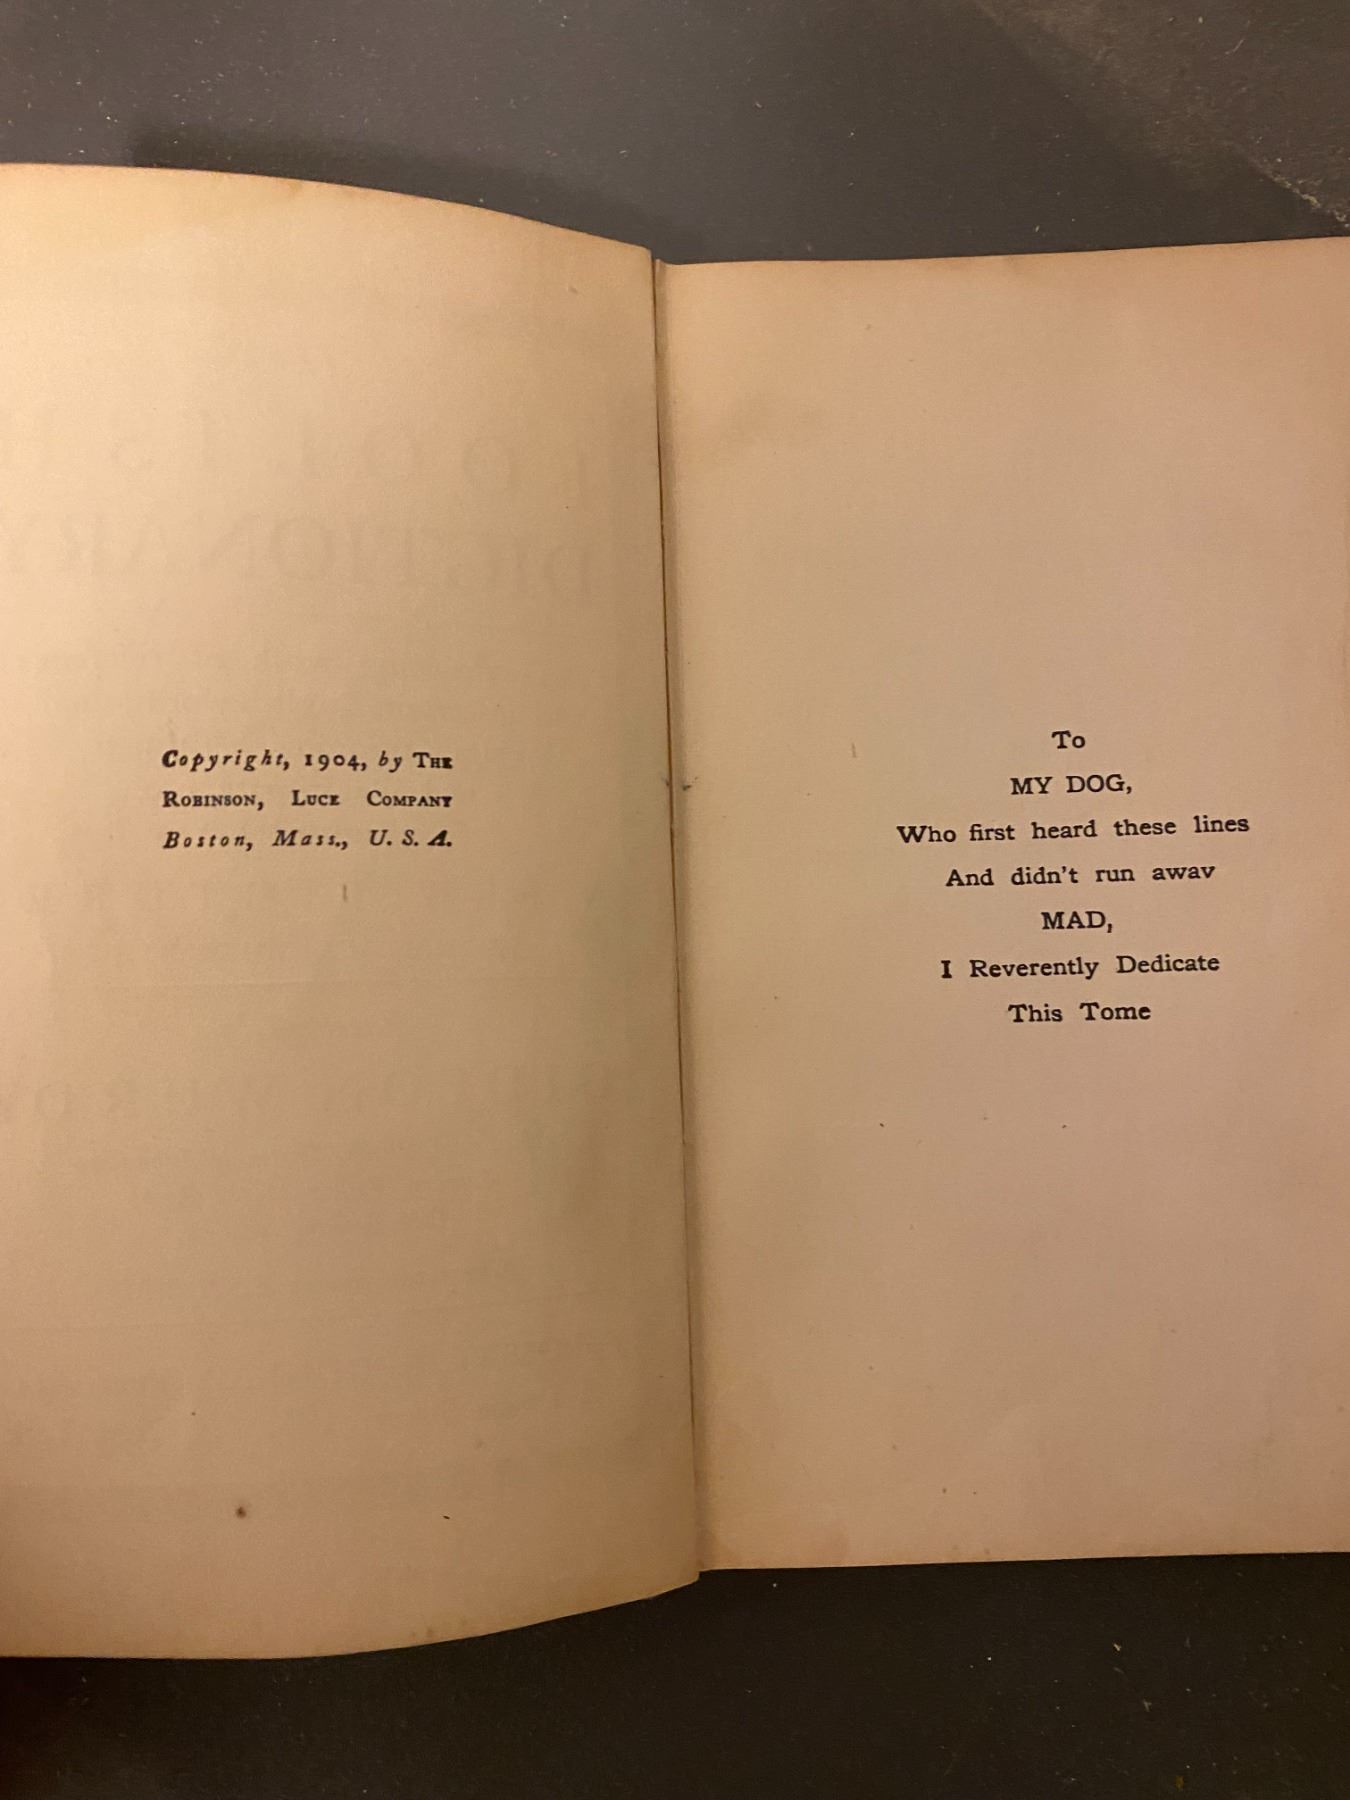 Copyright, 1904, by THE
ROBINSON, LUCE COMPANY
Boston, Mass., U. S. A.
To
MY DOG,
Who first heard these lines
And didn't run awav
MAD,
I Reverently Dedicate
This Tome